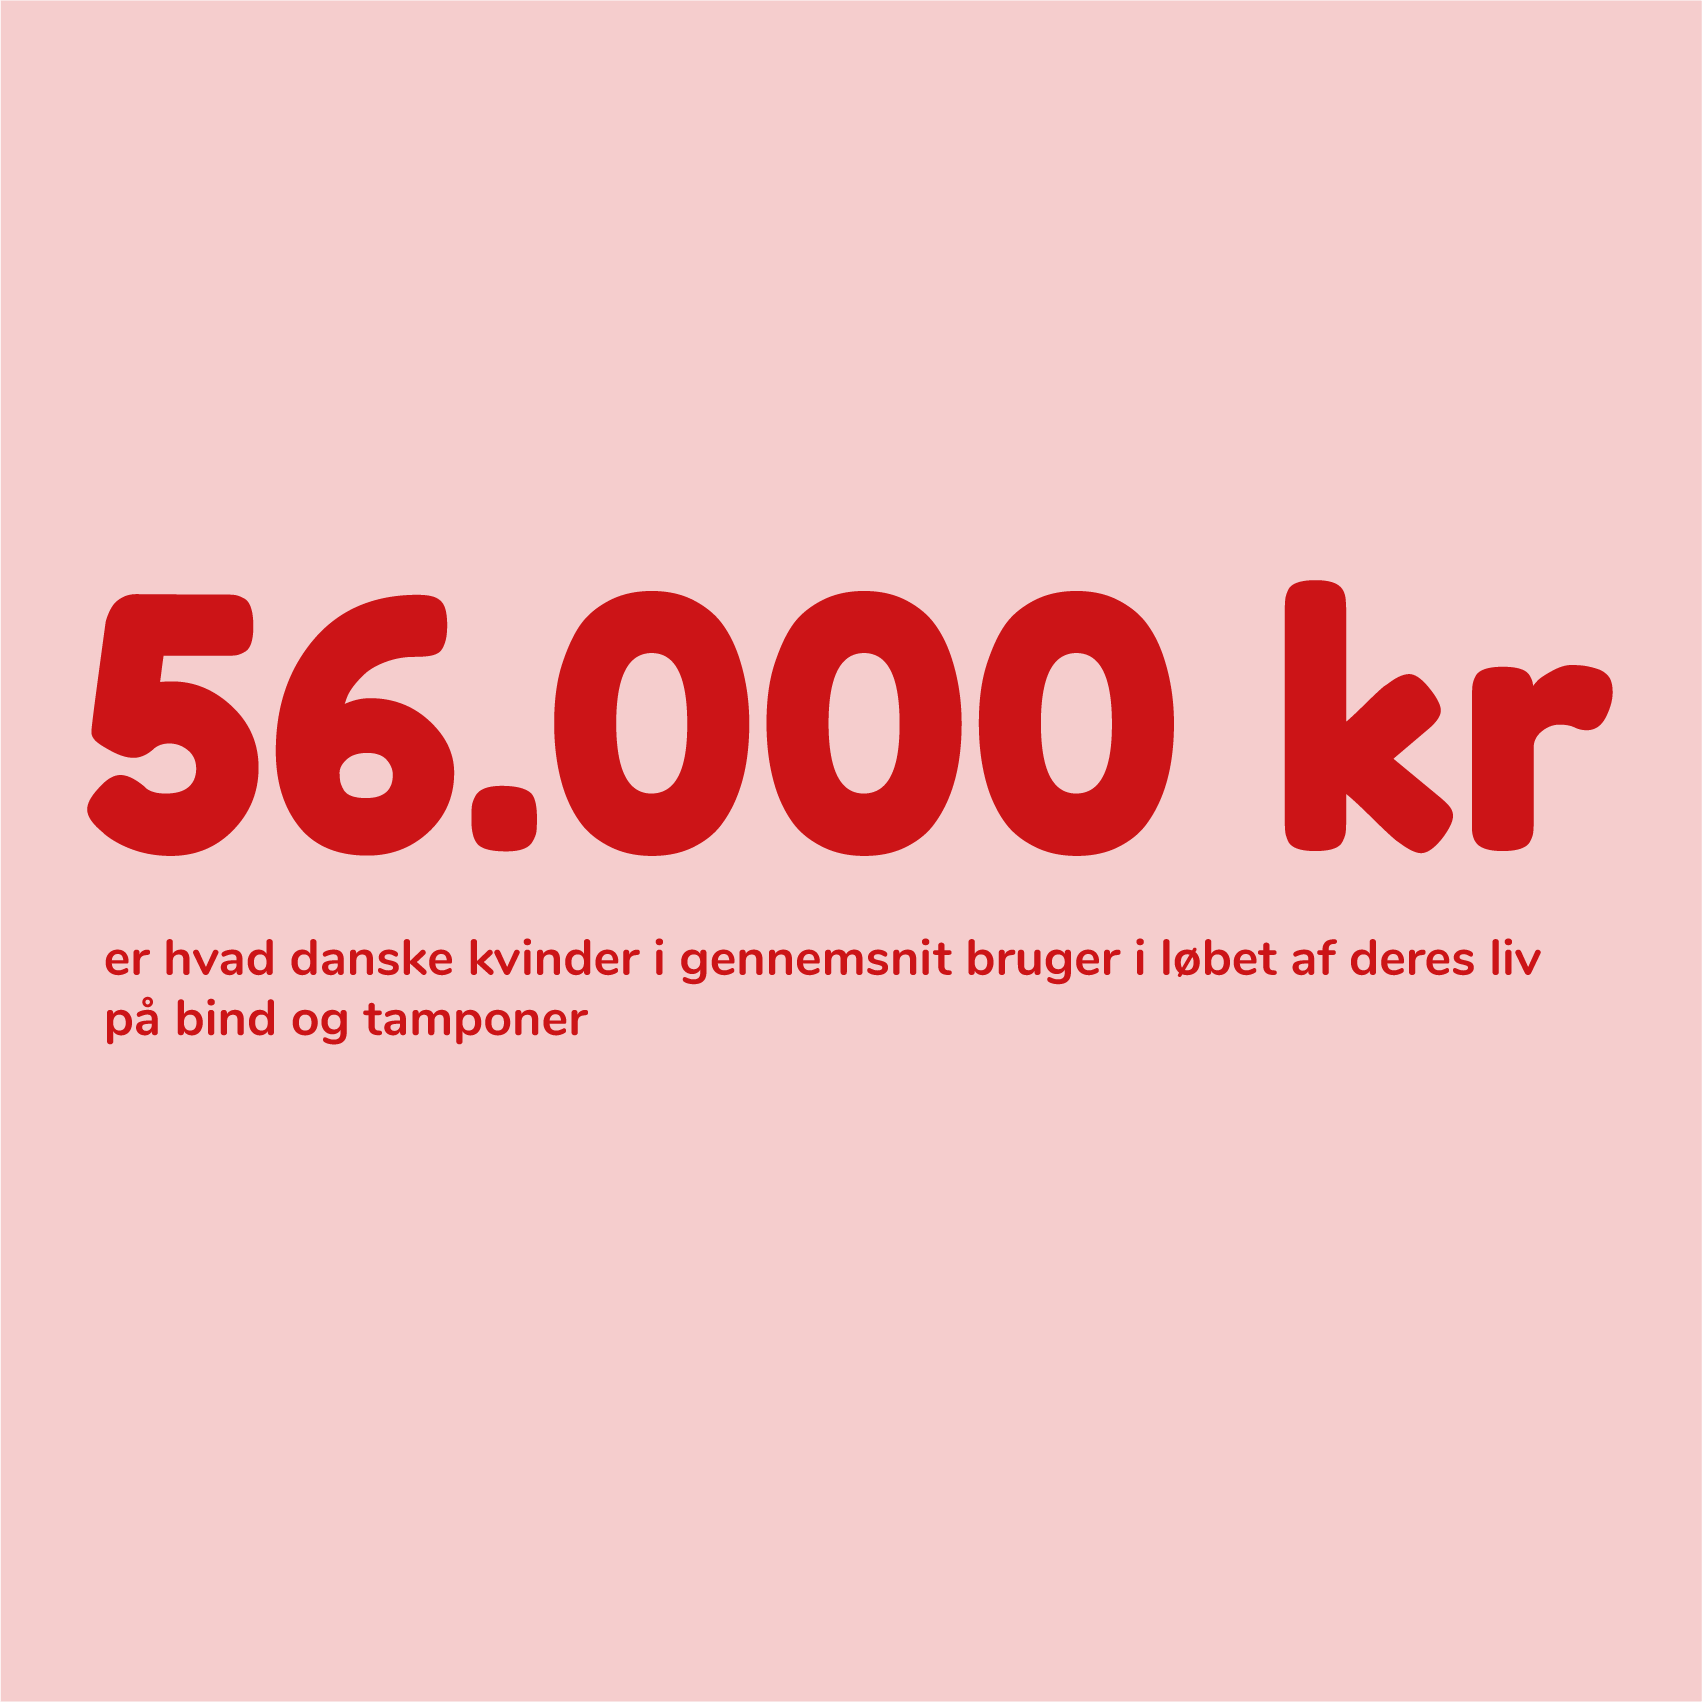 56.000 kr
er hvad danske kvinder i gennemsnit bruger i løbet af deres liv
på bind og tamponer